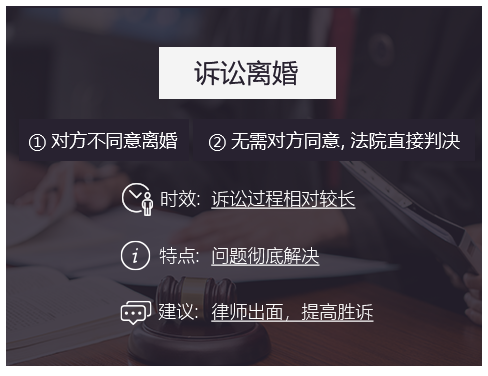 诉讼离婚
① 对方不同意离婚 ② 无需对方同意, 法院直接判决
时效: 诉讼过程相对较长
特点: 问题彻底解决
建议: 律师出面，提高胜诉